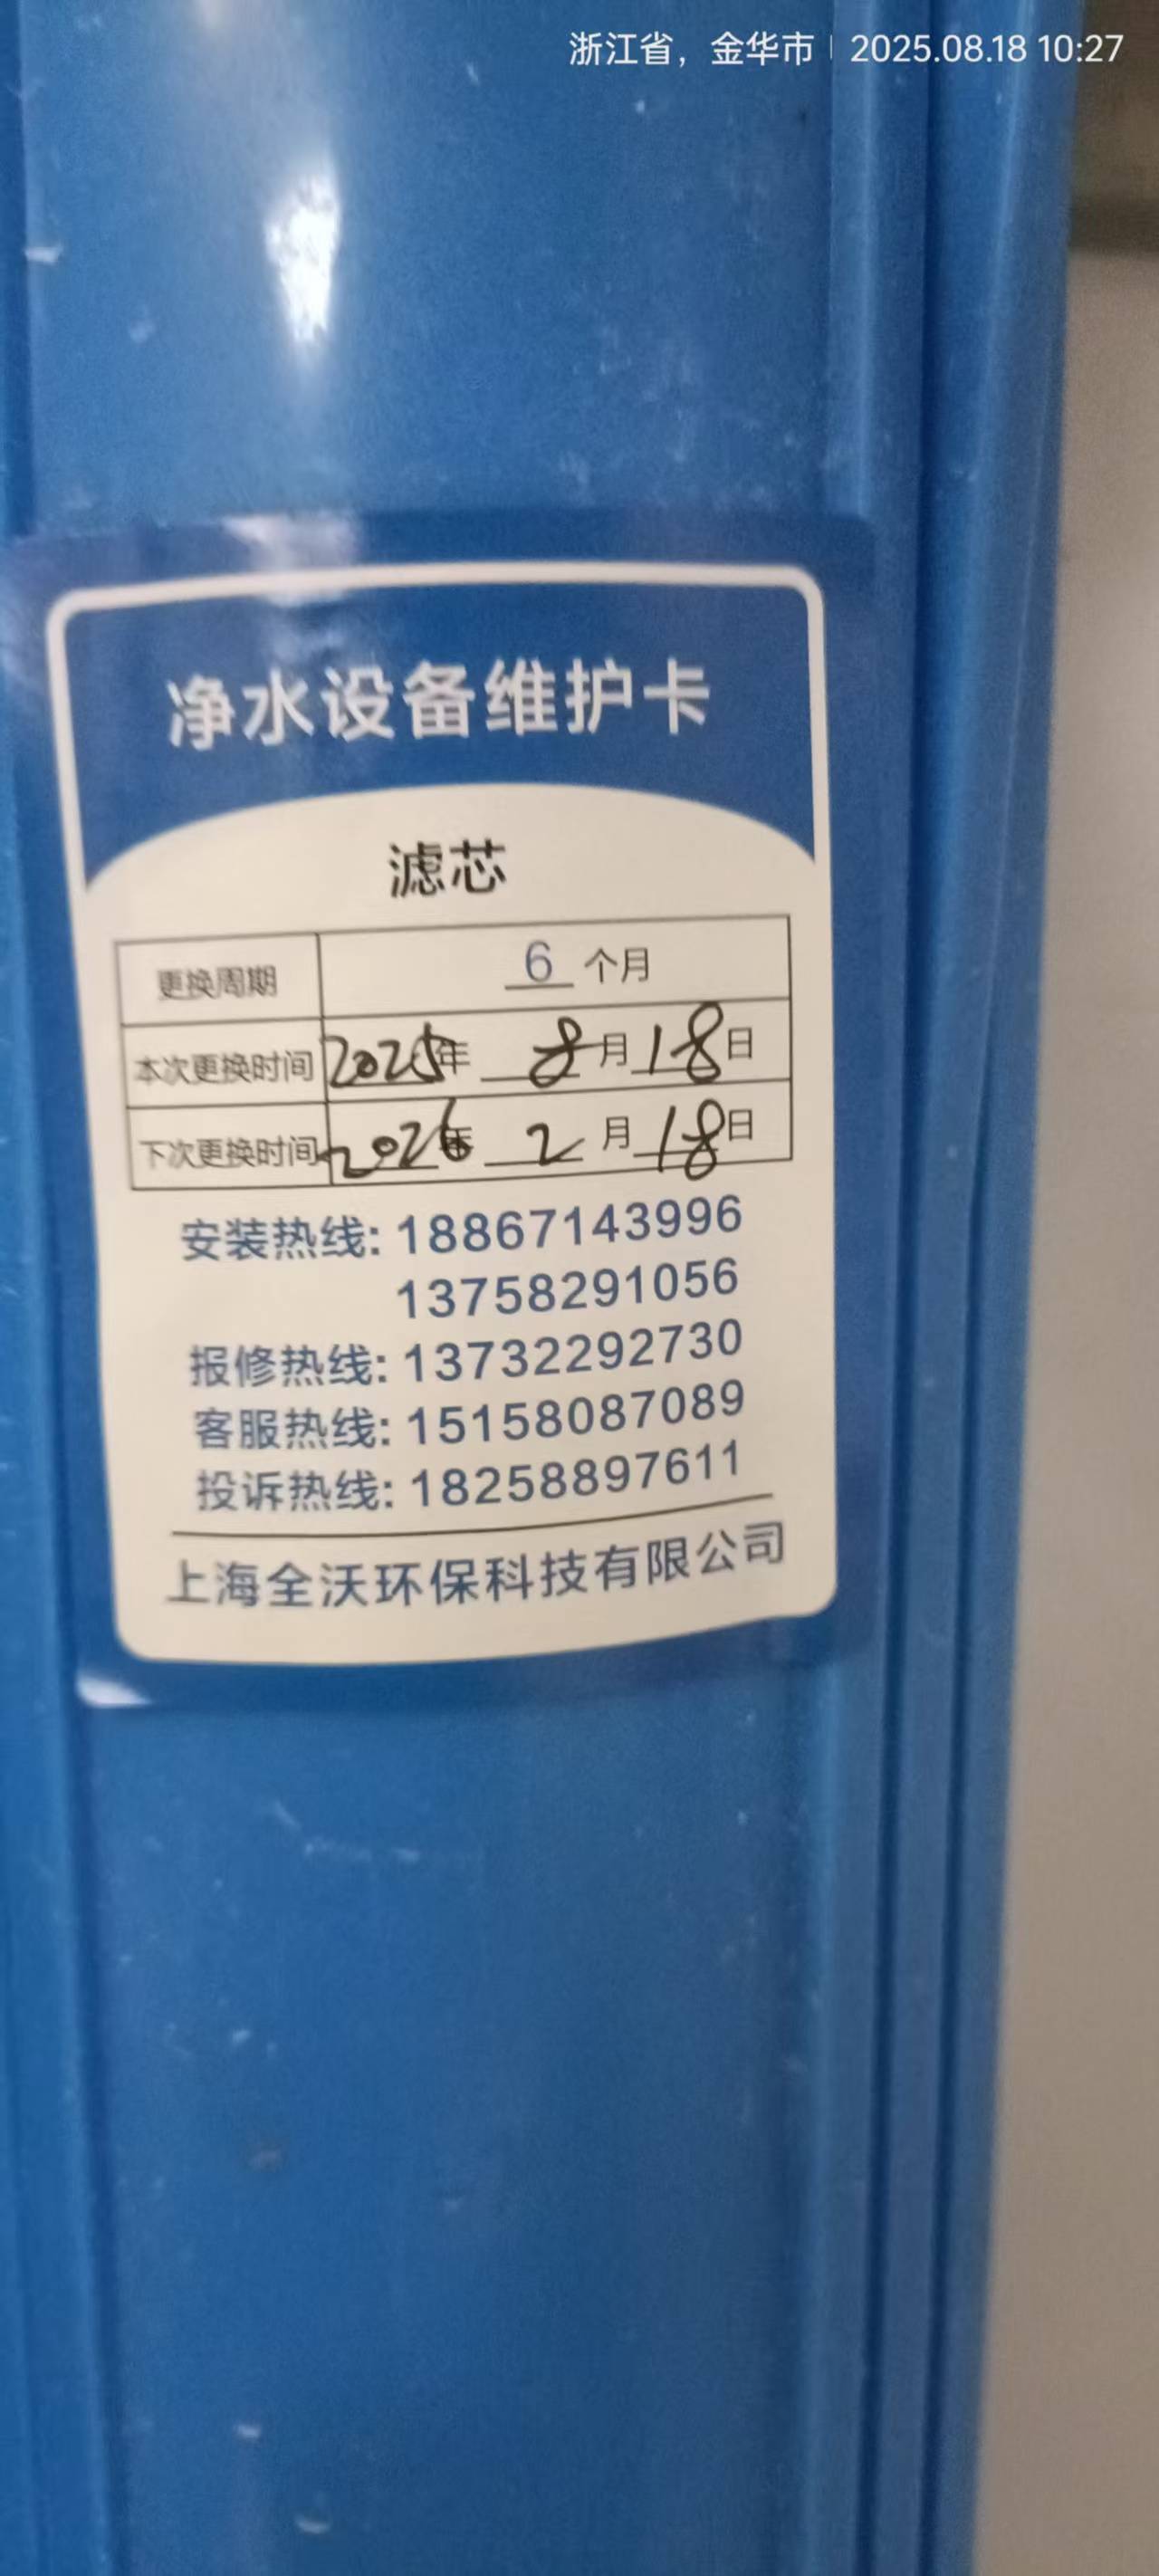 浙江省，金华市 | 2025.08.18 10:27
净水设备维护卡
滤芯
更换周期 6 个月
本次更换时间 2025年 8月18日
下次更换时间 2026年 2月18日
安装热线: 18867143996
13758291056
报修热线: 13732292730
客服热线: 15158087089
投诉热线: 18258897611
上海全沃环保科技有限公司